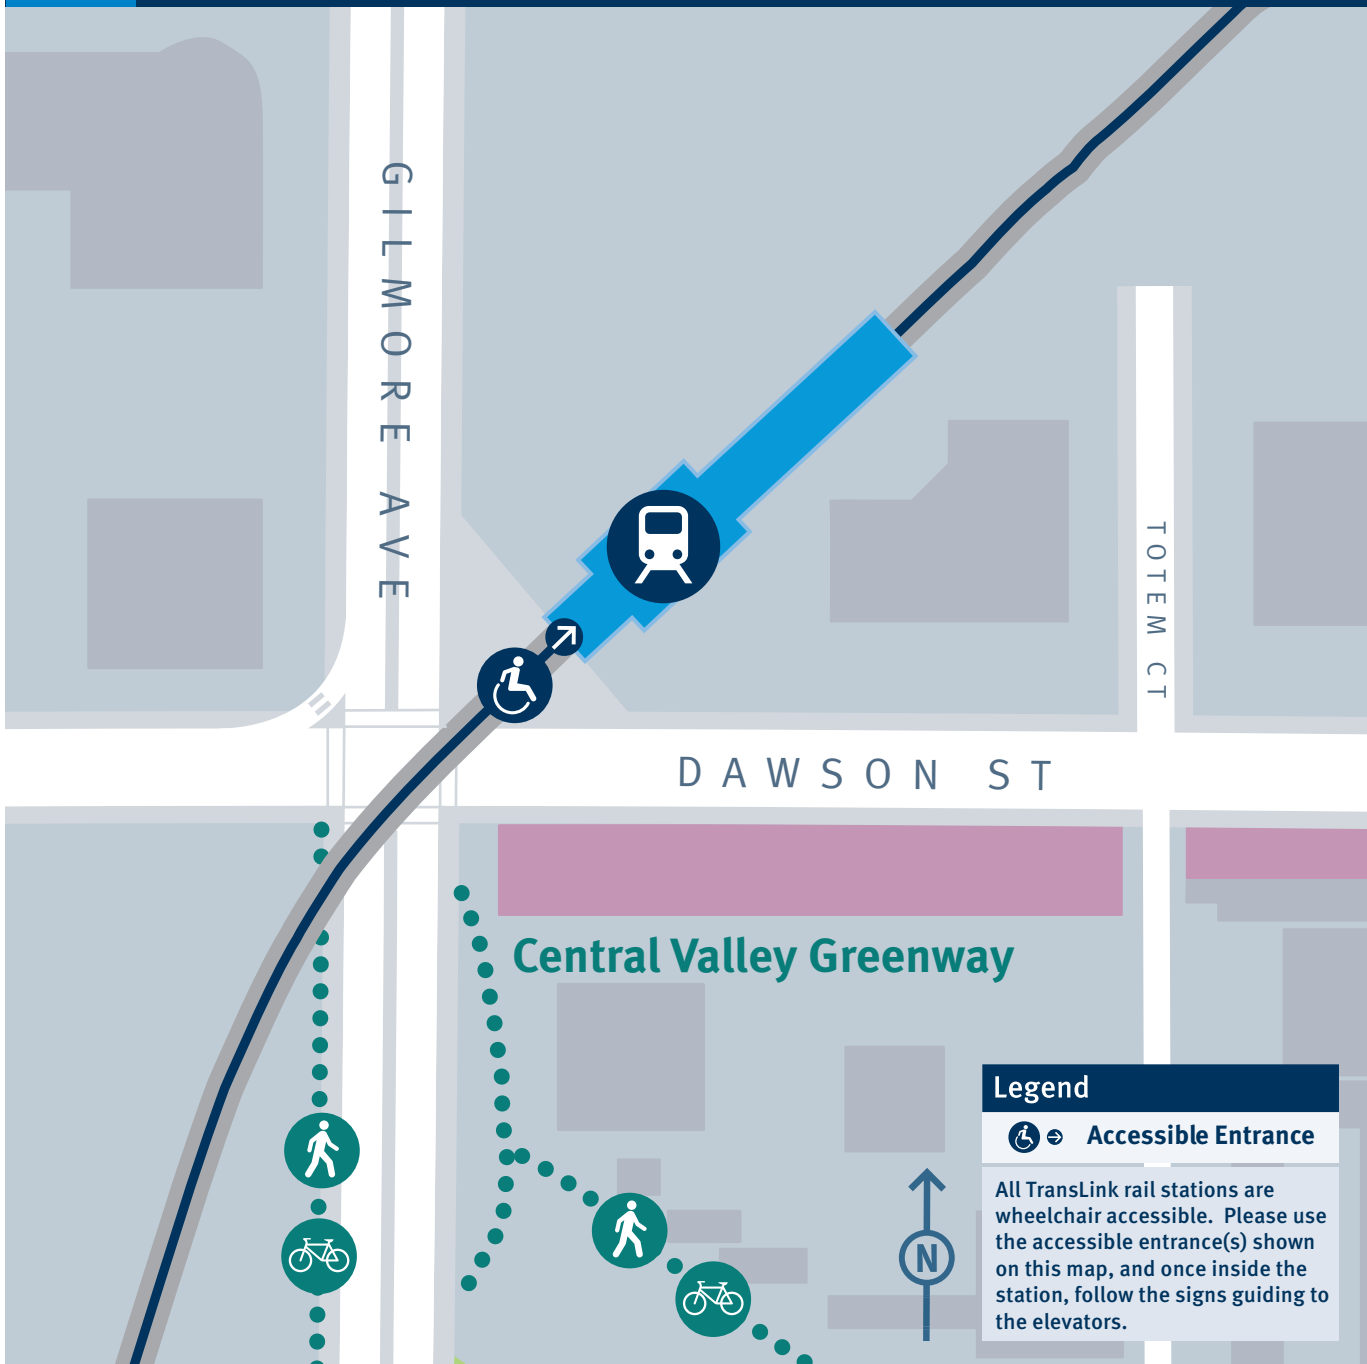 GILMORE AVE
TOTEM CT
DAWSON ST
Central Valley Greenway
Legend
Accessible Entrance
All TransLink rail stations are
wheelchair accessible. Please use
the accessible entrance(s) shown
on this map, and once inside the
station, follow the signs guiding to
the elevators.
N